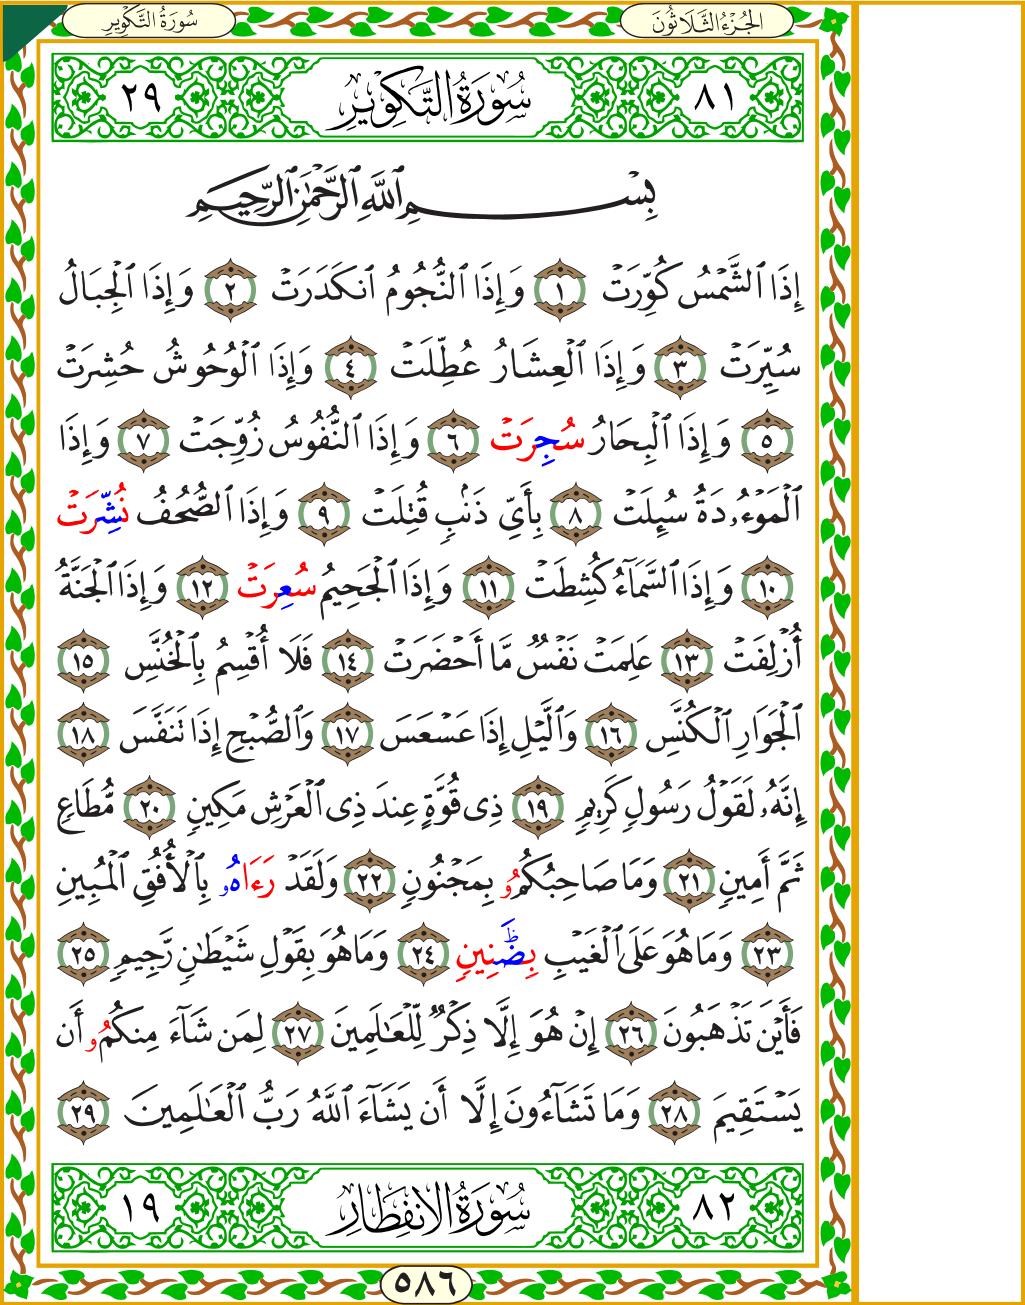 سُورَةُ التَّكْوِيرِ
الجُزْءُ الثَّلَاثُونَ
٨١ سُورَةُ التَّكْوِيرِ ٢٩
بِسْمِ ٱللَّهِ ٱلرَّحْمَٰنِ ٱلرَّحِيمِ
إِذَا ٱلشَّمْسُ كُوِّرَتْ ١ وَإِذَا ٱلنُّجُومُ ٱنكَدَرَتْ ٢ وَإِذَا ٱلْجِبَالُ
سُيِّرَتْ ٣ وَإِذَا ٱلْعِشَارُ عُطِّلَتْ ٤ وَإِذَا ٱلْوُحُوشُ حُشِرَتْ
٥ وَإِذَا ٱلْبِحَارُ سُجِرَتْ ٦ وَإِذَا ٱلنُّفُوسُ زُوِّجَتْ ٧ وَإِذَا
ٱلْمَوْءُۥدَةُ سُئِلَتْ ٨ بِأَيِّ ذَنۢبٍ قُتِلَتْ ٩ وَإِذَا ٱلصُّحُفُ نُشِّرَتْ
١٠ وَإِذَا ٱلسَّمَآءُ كُشِطَتْ ١١ وَإِذَا ٱلْجَحِيمُ سُعِرَتْ ١٢ وَإِذَا ٱلْجَنَّةُ
أُزْلِفَتْ ١٣ عَلِمَتْ نَفْسٌ مَّا أَحْضَرَتْ ١٤ فَلَا أُقْسِمُ بِٱلْخُنَّسِ ١٥
ٱلْجَوَارِ ٱلْكُنَّسِ ١٦ وَٱلَّيْلِ إِذَا عَسْعَسَ ١٧ وَٱلصُّبْحِ إِذَا تَنَفَّسَ ١٨
إِنَّهُۥ لَقَوْلُ رَسُولٍ كَرِيمٍ ١٩ ذِى قُوَّةٍ عِندَ ذِى ٱلْعَرْشِ مَكِينٍ ٢٠ مُّطَاعٍ
ثَمَّ أَمِينٍ ٢١ وَمَا صَاحِبُكُمُۥ بِمَجْنُونٍ ٢٢ وَلَقَدْ رَءَاهُۥ بِٱلْأُفُقِ ٱلْمُبِينِ
٢٣ وَمَا هُوَ عَلَى ٱلْغَيْبِ بِضَنِينٍ ٢٤ وَمَا هُوَ بِقَوْلِ شَيْطَٰنٍ رَّجِيمٍ ٢٥
فَأَيْنَ تَذْهَبُونَ ٢٦ إِنْ هُوَ إِلَّا ذِكْرٌ لِّلْعَٰلَمِينَ ٢٧ لِمَن شَآءَ مِنكُمُۥ أَن
يَسْتَقِيمَ ٢٨ وَمَا تَشَآءُونَ إِلَّا أَن يَشَآءَ ٱللَّهُ رَبُّ ٱلْعَٰلَمِينَ ٢٩
٨٢ سُورَةُ الانفِطَارِ ١٩
٥٨٦